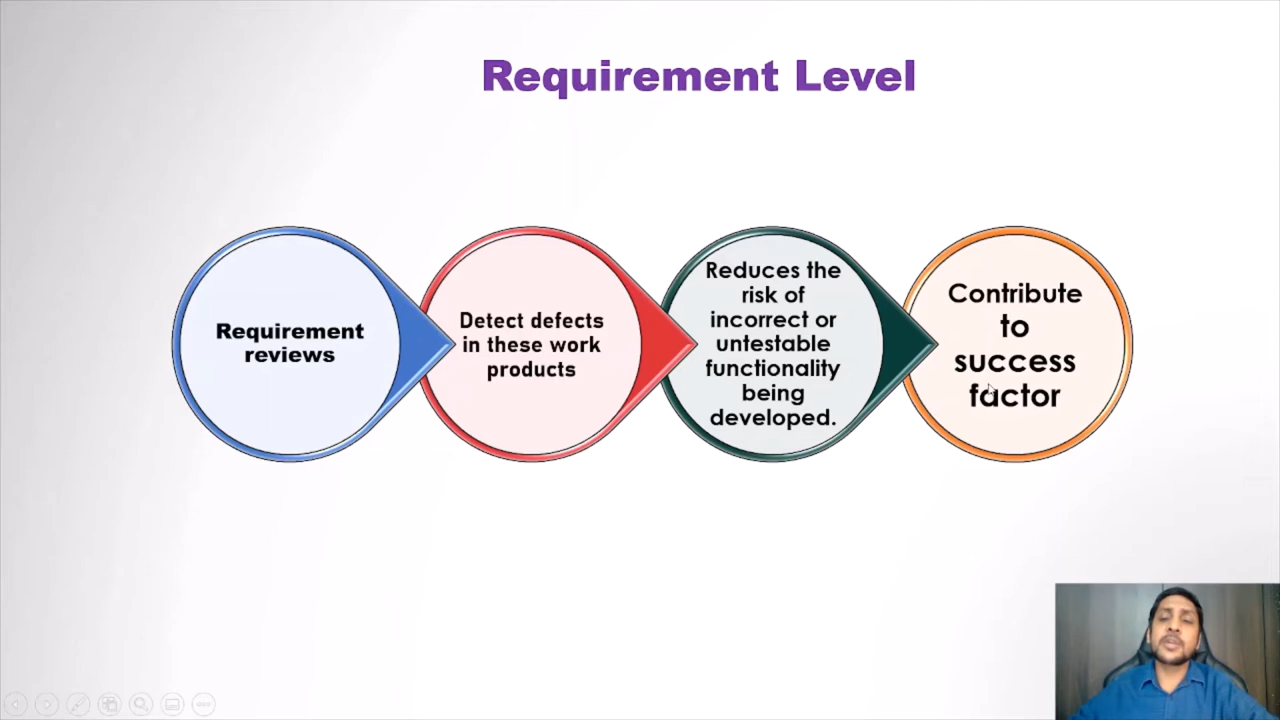 Requirement Level
Requirement
reviews
Detect defects
in these work
products
Reduces the
risk of
incorrect or
untestable
functionality
being
developed.
Contribute
to
success
factor